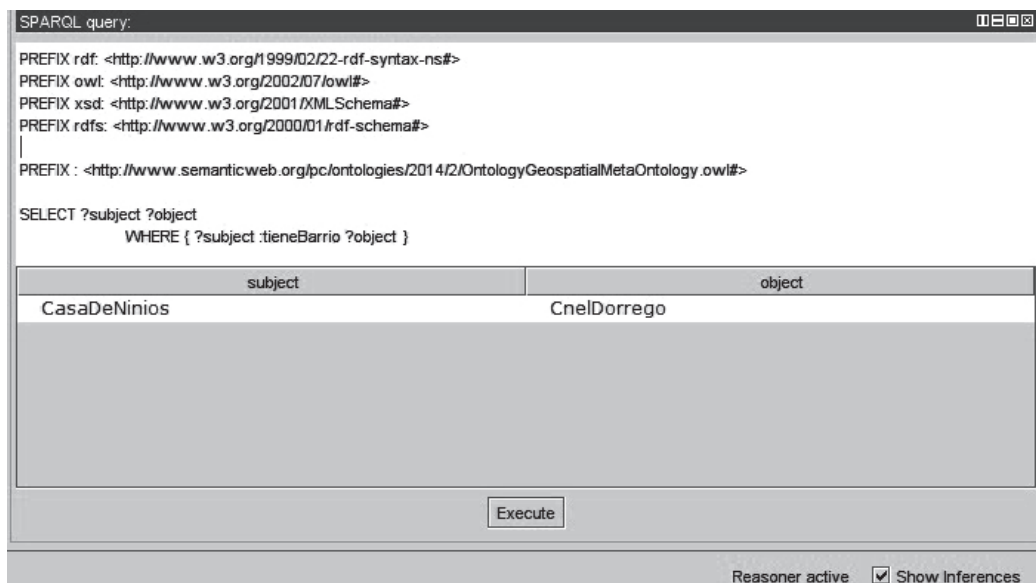 SPARQL query:
PREFIX rdf: <http://www.w3.org/1999/02/22-rdf-syntax-ns#>
PREFIX owl: <http://www.w3.org/2002/07/owl#>
PREFIX xsd: <http://www.w3.org/2001/XMLSchema#>
PREFIX rdfs: <http://www.w3.org/2000/01/rdf-schema#>
PREFIX : <http://www.semanticweb.org/pc/ontologies/2014/2/OntologyGeospatialMetaOntology.owl#>
SELECT ?subject ?object
WHERE { ?subject :tieneBarrio ?object }
subject object
CasaDeNinios CnelDorrego
Execute
Reasoner active Show Inferences